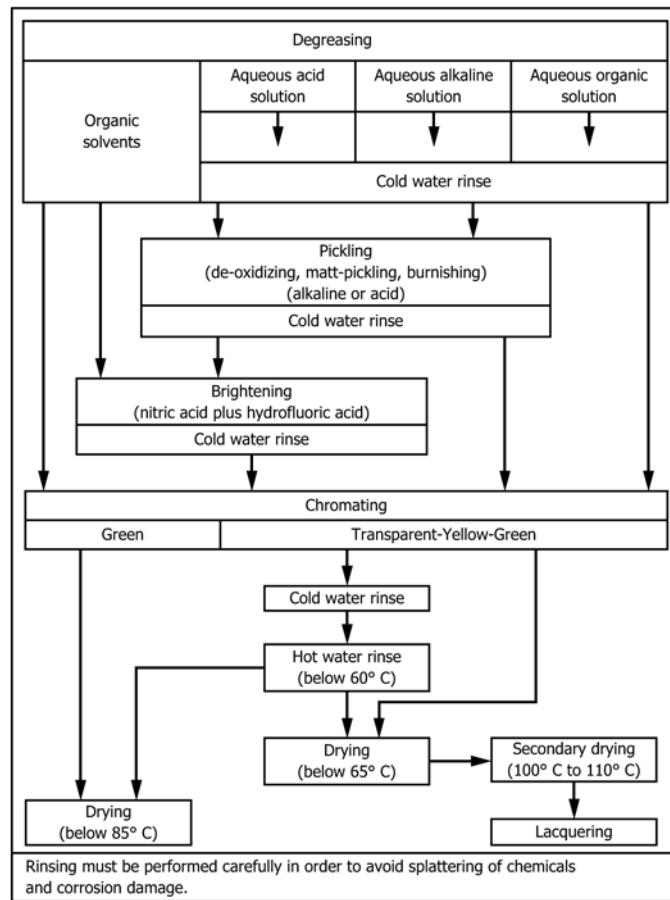 Degreasing
Organic
solvents
Aqueous acid
solution
Aqueous alkaline
solution
Aqueous organic
solution
Cold water rinse
Pickling
(de-oxidizing, matt-pickling, burnishing)
(alkaline or acid)
Cold water rinse
Brightening
(nitric acid plus hydrofluoric acid)
Cold water rinse
Chromating
Green
Transparent-Yellow-Green
Cold water rinse
Hot water rinse
(below 60° C)
Drying
(below 65° C)
Secondary drying
(100° C to 110° C)
Drying
(below 85° C)
Lacquering
Rinsing must be performed carefully in order to avoid splattering of chemicals
and corrosion damage.